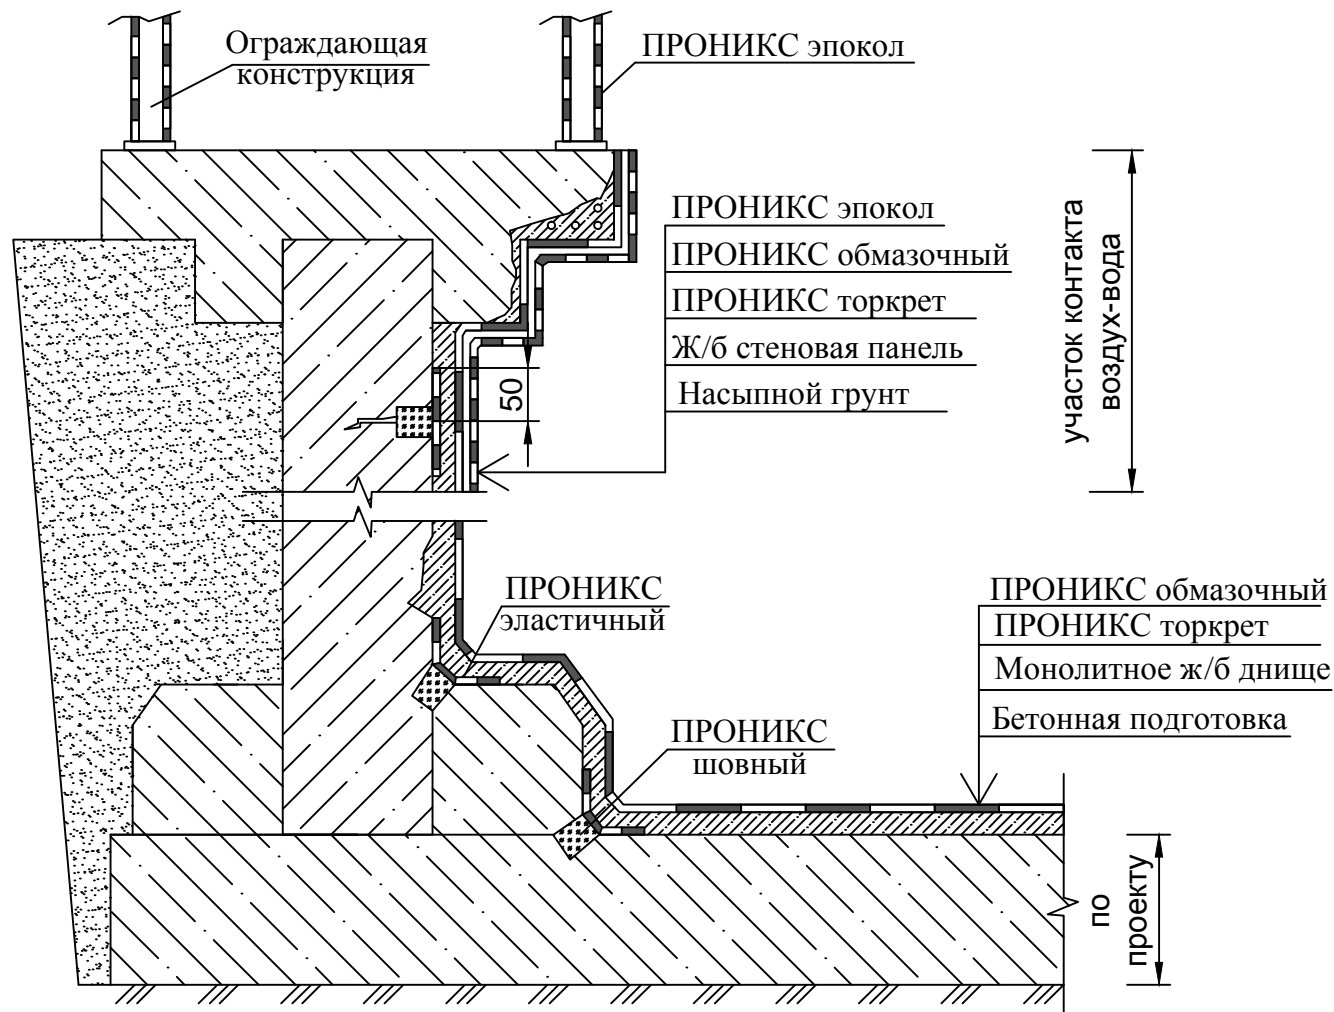 Ограждающая
конструкция
ПРОНИКС эпокол
ПРОНИКС эпокол
ПРОНИКС обмазочный
ПРОНИКС торкрет
Ж/б стеновая панель
Насыпной грунт
участок контакта
воздух-вода
50
ПРОНИКС
эластичный
ПРОНИКС обмазочный
ПРОНИКС торкрет
Монолитное ж/б днище
Бетонная подготовка
ПРОНИКС
шовный
по
проекту